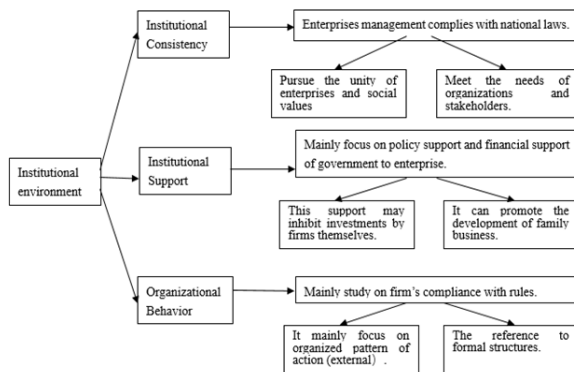 Institutional
Consistency
Enterprises management complies with national laws.
Pursue the unity of
enterprises and social
values
Meet the needs of
organizations and
stakeholders.
Institutional
environment
Institutional
Support
Mainly focus on policy support and financial support
of government to enterprise.
This support may
inhibit investments by
firms themselves.
It can promote the
development of family
business.
Organizational
Behavior
Mainly study on firm’s compliance with rules.
It mainly focus on
organized pattern of
action (external) .
The reference to
formal structures.